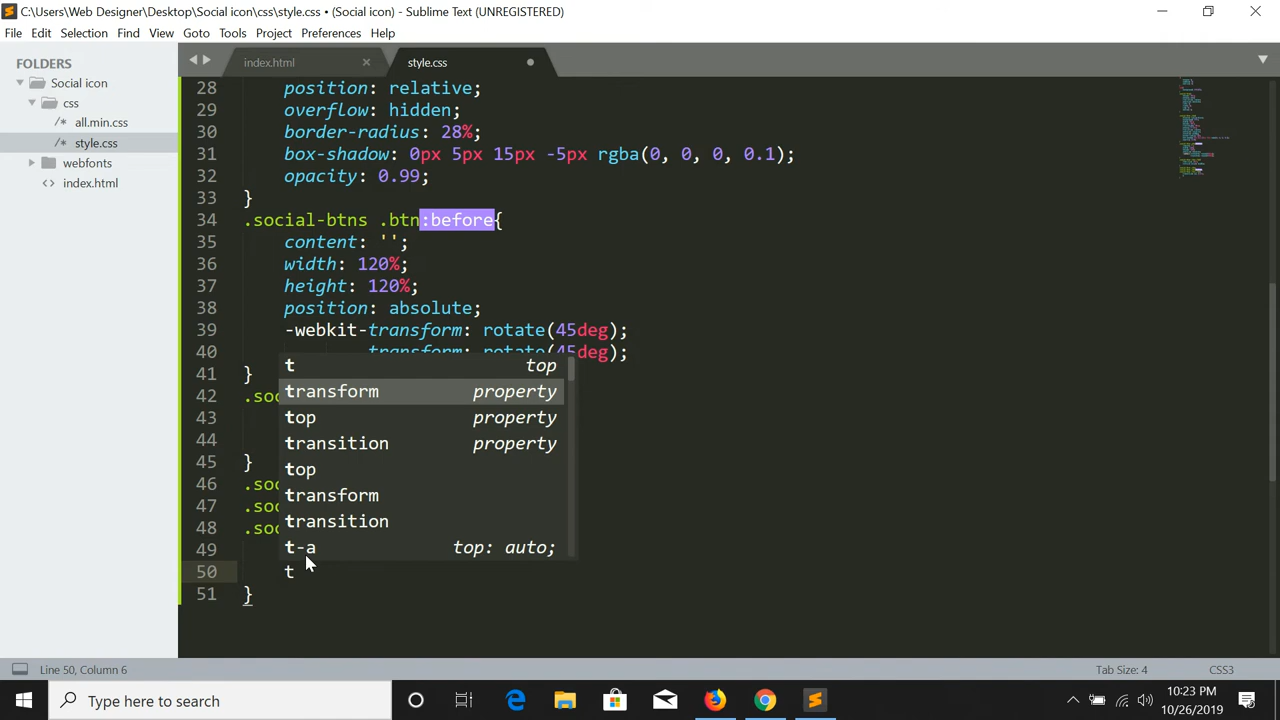 C:\Users\Web Designer\Desktop\Social icon\css\style.css • (Social icon) - Sublime Text (UNREGISTERED)
File Edit Selection Find View Goto Tools Project Preferences Help
FOLDERS
Social icon
css
/* all.min.css
/* style.css
webfonts
<> index.html
index.html
style.css
28 position: relative;
29 overflow: hidden;
30 border-radius: 28%;
31 box-shadow: 0px 5px 15px -5px rgba(0, 0, 0, 0.1);
32 opacity: 0.99;
33 }
34 .social-btns .btn:before{
35 content: '';
36 width: 120%;
37 height: 120%;
38 position: absolute;
39 -webkit-transform: rotate(45deg);
40 transform: rotate(45deg);
41 }
42 .soc
43
44
45 }
46 .soc
47 .soc
48 .soc
49
50 t
51 }
t top
transform property
top property
transition property
top
transform
transition
t-a top: auto;
Line 50, Column 6
Tab Size: 4
CSS3
Type here to search
10:23 PM
10/26/2019